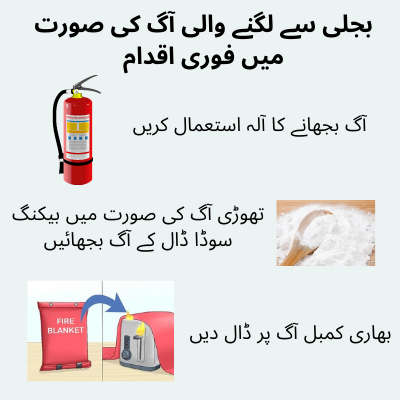 بجلی سے لگنے والی آگ کی صورت
میں فوری اقدام
آگ بجھانے کا آلہ استعمال کریں
تھوڑی آگ کی صورت میں بیکنگ
سوڈا ڈال کے آگ بجھائیں
FIRE
BLANKET
بھاری کمبل آگ پر ڈال دیں